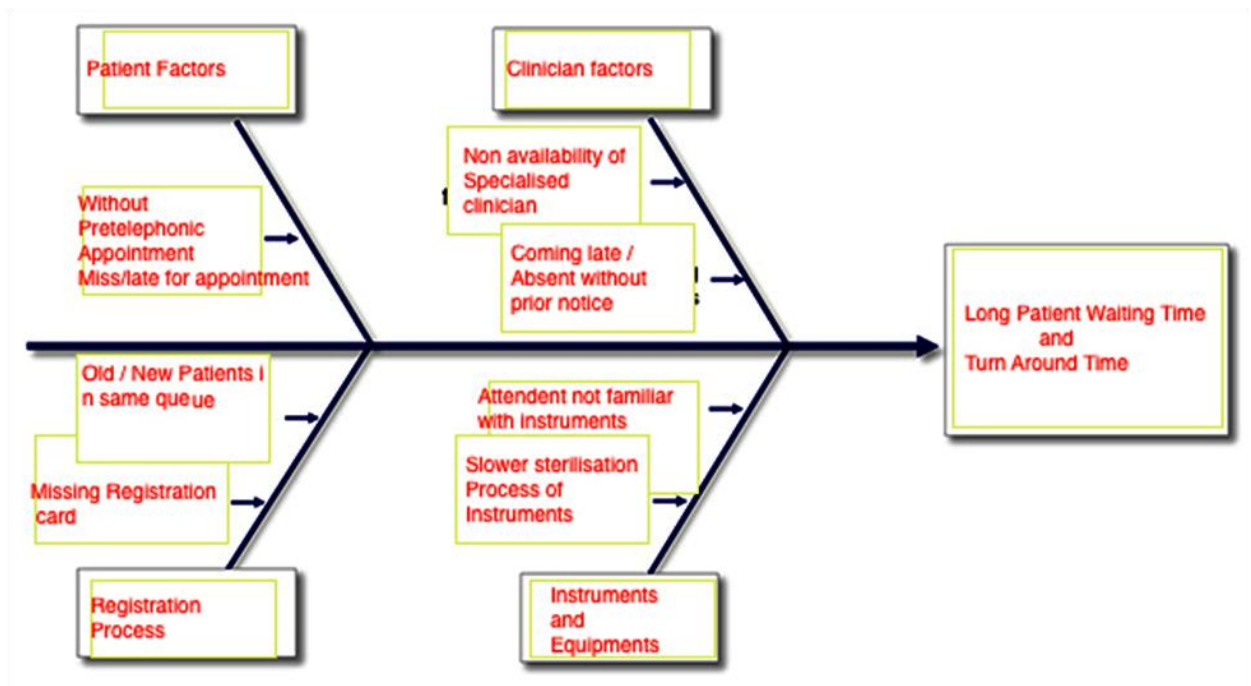 Patient Factors
Clinician factors
Without
Pretelephonic
Appointment
Miss/late for appointment
Non availability of
Specialised
clinician
Coming late /
Absent without
prior notice
Long Patient Waiting Time
and
Turn Around Time
Old / New Patients i
n same queue
Missing Registration
card
Attendent not familiar
with instruments
Slower sterilisation
Process of
Instruments
Registration
Process
Instruments
and
Equipments